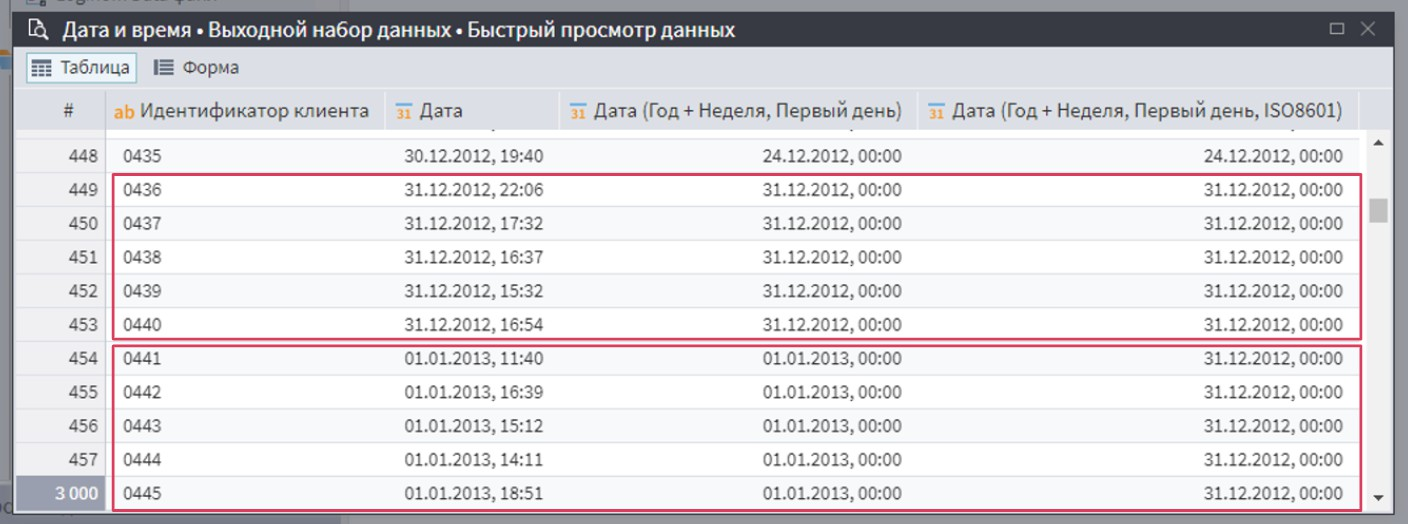 Дата и время • Выходной набор данных • Быстрый просмотр данных
Таблица Форма
# ab Идентификатор клиента 31 Дата 31 Дата (Год + Неделя, Первый день) 31 Дата (Год + Неделя, Первый день, ISO8601)
448 0435 30.12.2012, 19:40 24.12.2012, 00:00 24.12.2012, 00:00
449 0436 31.12.2012, 22:06 31.12.2012, 00:00 31.12.2012, 00:00
450 0437 31.12.2012, 17:32 31.12.2012, 00:00 31.12.2012, 00:00
451 0438 31.12.2012, 16:37 31.12.2012, 00:00 31.12.2012, 00:00
452 0439 31.12.2012, 15:32 31.12.2012, 00:00 31.12.2012, 00:00
453 0440 31.12.2012, 16:54 31.12.2012, 00:00 31.12.2012, 00:00
454 0441 01.01.2013, 11:40 01.01.2013, 00:00 31.12.2012, 00:00
455 0442 01.01.2013, 16:39 01.01.2013, 00:00 31.12.2012, 00:00
456 0443 01.01.2013, 15:12 01.01.2013, 00:00 31.12.2012, 00:00
457 0444 01.01.2013, 14:11 01.01.2013, 00:00 31.12.2012, 00:00
3 000 0445 01.01.2013, 18:51 01.01.2013, 00:00 31.12.2012, 00:00